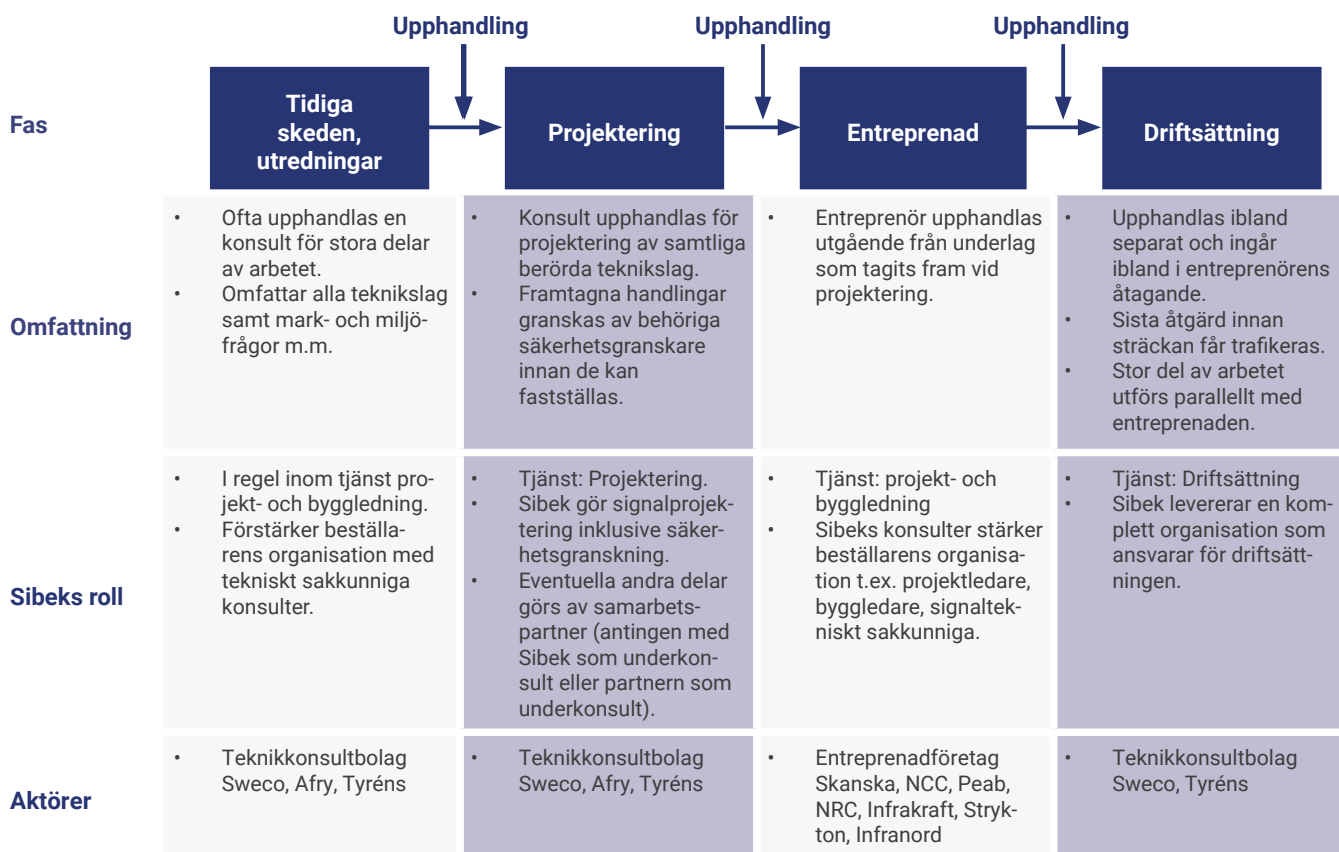 Upphandling
Upphandling
Upphandling
Fas
Tidiga
skeden,
utredningar
Projektering
Entreprenad
Driftsättning
Omfattning
• Ofta upphandlas en
konsult för stora delar
av arbetet.
• Omfattar alla teknikslag
samt mark- och miljö-
frågor m.m.
• Konsult upphandlas för
projektering av samtliga
berörda teknikslag.
• Framtagna handlingar
granskas av behöriga
säkerhetsgranskare
innan de kan
fastställas.
• Entreprenör upphandlas
utgående från underlag
som tagits fram vid
projektering.
• Upphandlas ibland
separat och ingår
ibland i entreprenörens
åtagande.
• Sista åtgärd innan
sträckan får trafikeras.
• Stor del av arbetet
utförs parallellt med
entreprenaden.
Sibeks roll
• I regel inom tjänst pro-
jekt- och byggledning.
• Förstärker beställa-
rens organisation med
tekniskt sakkunniga
konsulter.
• Tjänst: Projektering.
• Sibek gör signalprojek-
tering inklusive säker-
hetsgranskning.
• Eventuella andra delar
görs av samarbets-
partner (antingen med
Sibek som underkon-
sult eller partnern som
underkonsult).
• Tjänst: projekt- och
byggledning
• Sibeks konsulter stärker
beställarens organisa-
tion t.ex. projektledare,
byggledare, signaltek-
niskt sakkunniga.
• Tjänst: Driftsättning
• Sibek levererar en kom-
plett organisation som
ansvarar för driftsätt-
ningen.
Aktörer
• Teknikkonsultbolag
Sweco, Afry, Tyréns
• Teknikkonsultbolag
Sweco, Afry, Tyréns
• Entreprenadföretag
Skanska, NCC, Peab,
NRC, Infrakraft, Stryk-
ton, Infranord
• Teknikkonsultbolag
Sweco, Tyréns